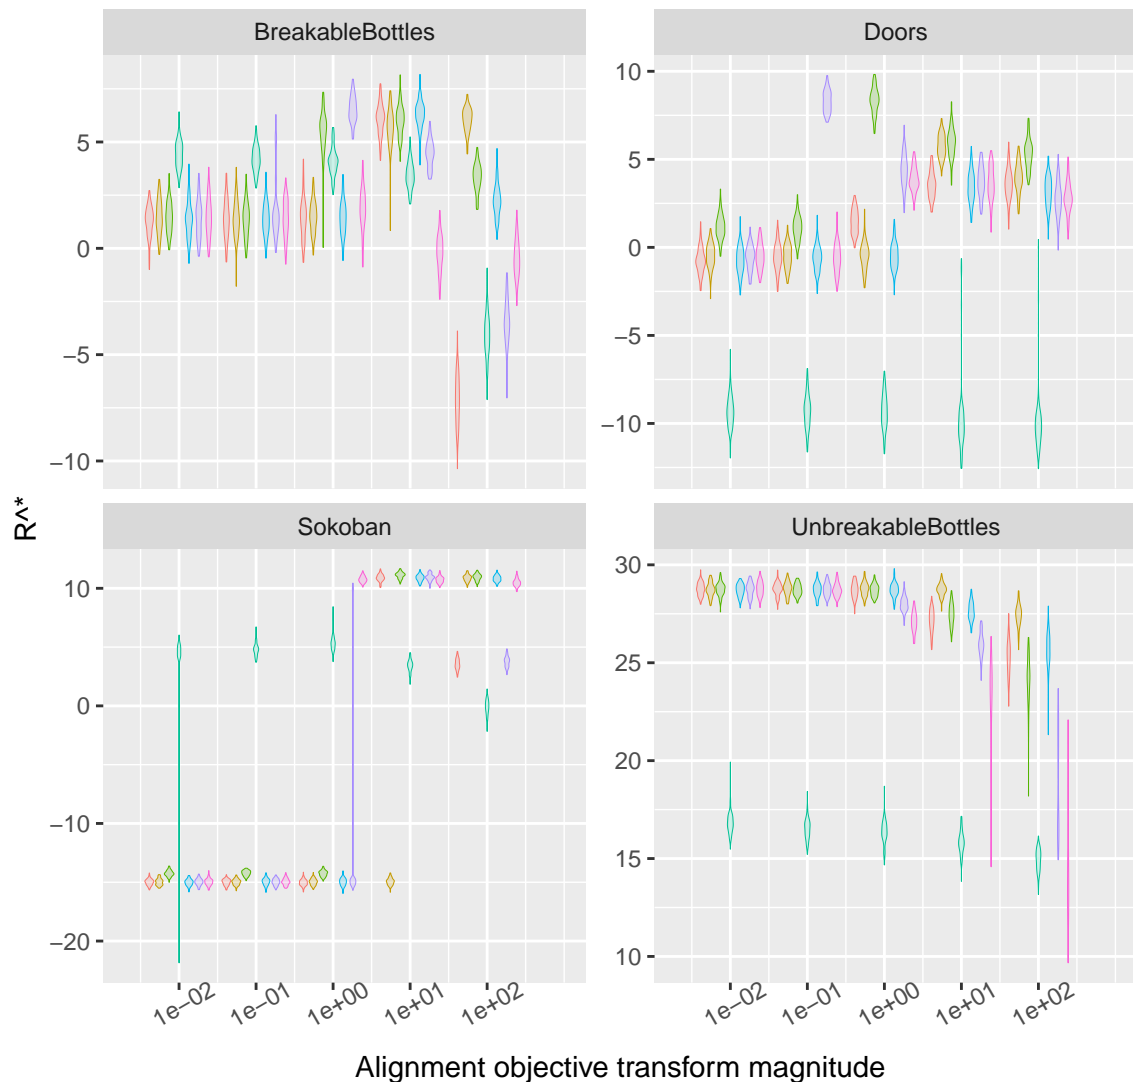 BreakableBottles
Doors
5
0
−5
−10
10
5
0
−5
−10
R^*
Sokoban
UnbreakableBottles
10
0
−10
−20
30
25
20
15
10
1e−02
1e−01
1e+00
1e+01
1e+02
1e−02
1e−01
1e+00
1e+01
1e+02
Alignment objective transform magnitude